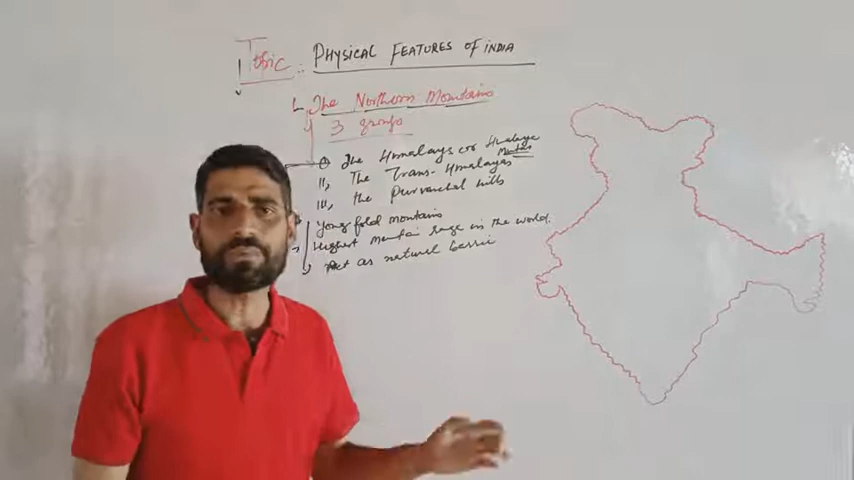 Topic :. PHYSICAL FEATURES OF INDIA
The Northern Mountains
3 groups
The Himalays or Himalaya
Mountains
ii, The Trans-Himalayas
iii, the Purvanchal hills
Young fold mountains
Highest mountain range in the world.
Act as natural barrier